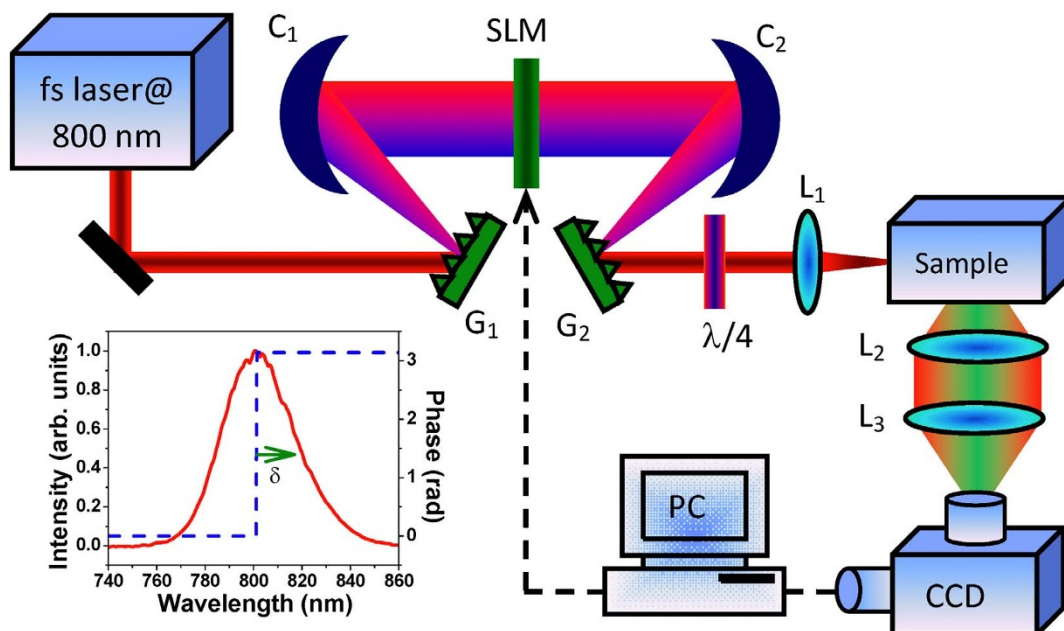 C₁
SLM
C₂
fs laser@
800 nm
L₁
Sample
G₁
G₂
λ/4
L₂
L₃
PC
CCD
Intensity (arb. units)
1.0
0.8
0.6
0.4
0.2
0.0
δ
3
2
1
0
Phase (rad)
740 760 780 800 820 840 860
Wavelength (nm)